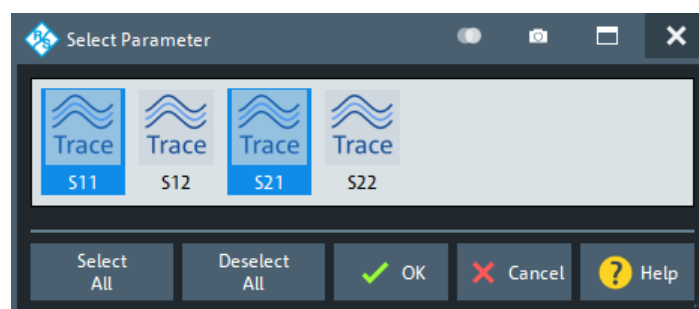 R/S Select Parameter
Trace Trace Trace Trace
S11 S12 S21 S22
Select All Deselect All OK Cancel ? Help